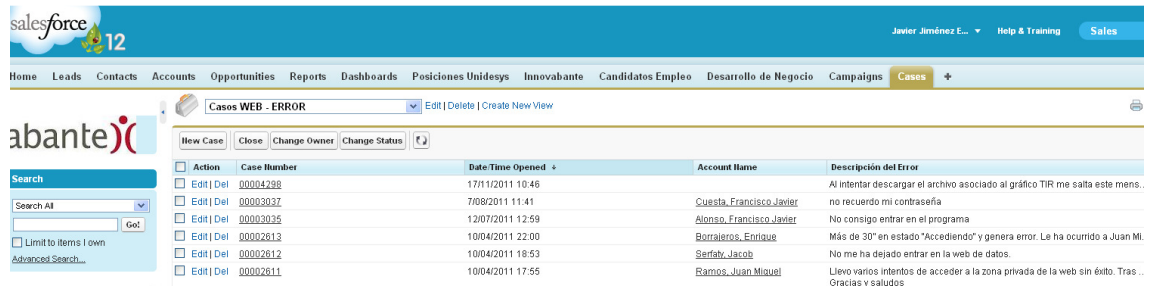 salesforce 12
Javier Jiménez E... Help & Training Sales
Home Leads Contacts Accounts Opportunities Reports Dashboards Posiciones Unidesys Innovabante Candidatos Empleo Desarrollo de Negocio Campaigns Cases +
abante
Casos WEB - ERROR Edit | Delete | Create New View
New Case Close Change Owner Change Status
Action Case Number Date/Time Opened Account Name Descripción del Error
Edit | Del 00004298 17/11/2011 10:46 Al intentar descargar el archivo asociado al gráfico TIR me salta este mens...
Edit | Del 00003037 7/08/2011 11:41 Cuesta, Francisco Javier no recuerdo mi contraseña
Edit | Del 00003035 12/07/2011 12:59 Alonso, Francisco Javier No consigo entrar en el programa
Edit | Del 00002613 10/04/2011 22:00 Borrajeros, Enrique Más de 30" en estado "Accediendo" y genera error. Le ha ocurrido a Juan Mi...
Edit | Del 00002612 10/04/2011 18:53 Serfaty, Jacob No me ha dejado entrar en la web de datos.
Edit | Del 00002611 10/04/2011 17:55 Ramos, Juan Miguel Llevo varios intentos de acceder a la zona privada de la web sin éxito. Tras ...
Gracias y saludos
Search
Search All
Go!
Limit to items I own
Advanced Search...